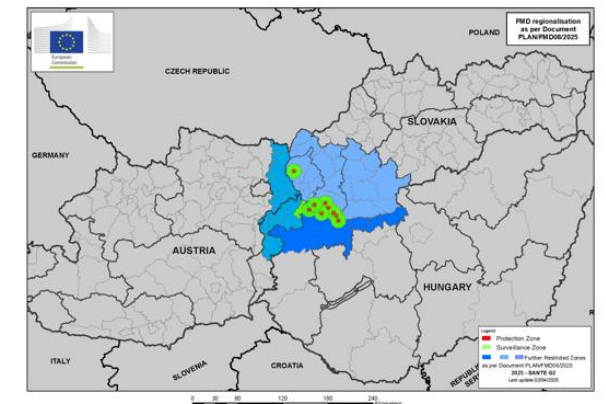 FMD regionalisation
as per Document
PLAN/FMD08/2025
European
Commission
POLAND
CZECH REPUBLIC
SLOVAKIA
GERMANY
AUSTRIA
HUNGARY
ITALY
SLOVENIA
CROATIA
Legend
Protection Zone
Surveillance Zone
Further Restricted Zones
as per Document PLAN/FMD08/2025
2025 - SANTE G2
Last update 02/04/2025
0 30 60 120 180 240
Kilometers